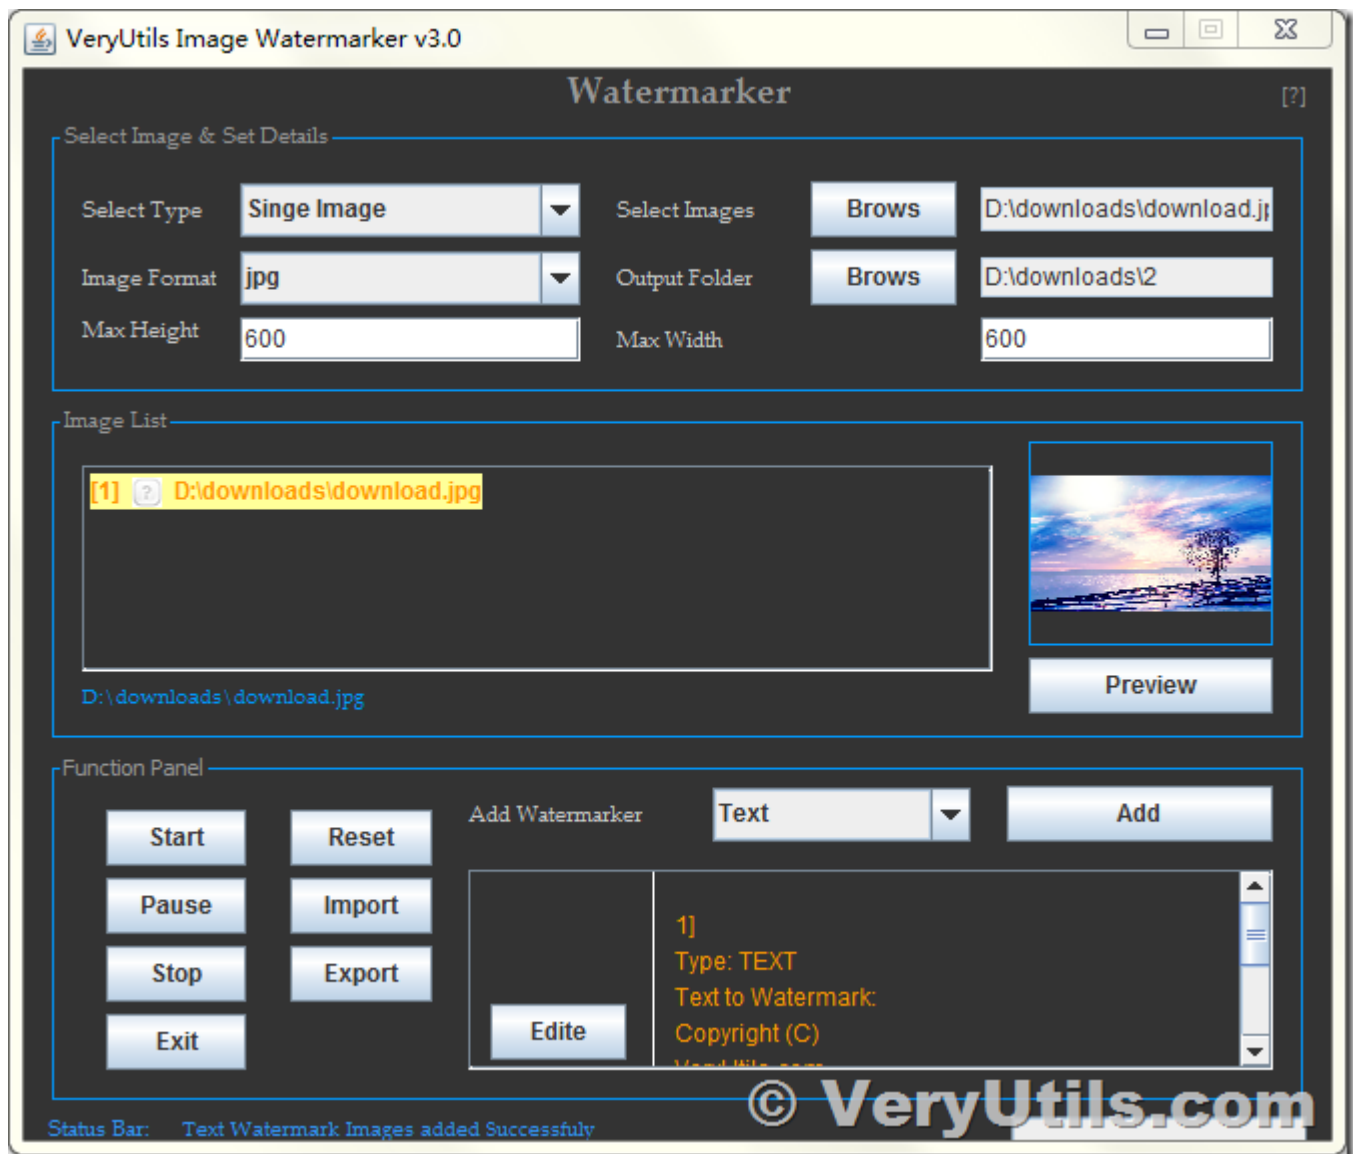 VeryUtils Image Watermarker v3.0
Watermarker
[?]
Select Image & Set Details
Select Type Singe Image Select Images Brows D:\downloads\download.jp
Image Format jpg Output Folder Brows D:\downloads\2
Max Height 600 Max Width 600
Image List
[1] ? D:\downloads\download.jpg
D:\downloads\download.jpg
Preview
Function Panel
Start Reset Add Watermarker Text Add
Pause Import
Stop Export
Exit
Edite
1]
Type: TEXT
Text to Watermark:
Copyright (C)
VeryUtils.com
© VeryUtils.com
Status Bar: Text Watermark Images added Successfuly